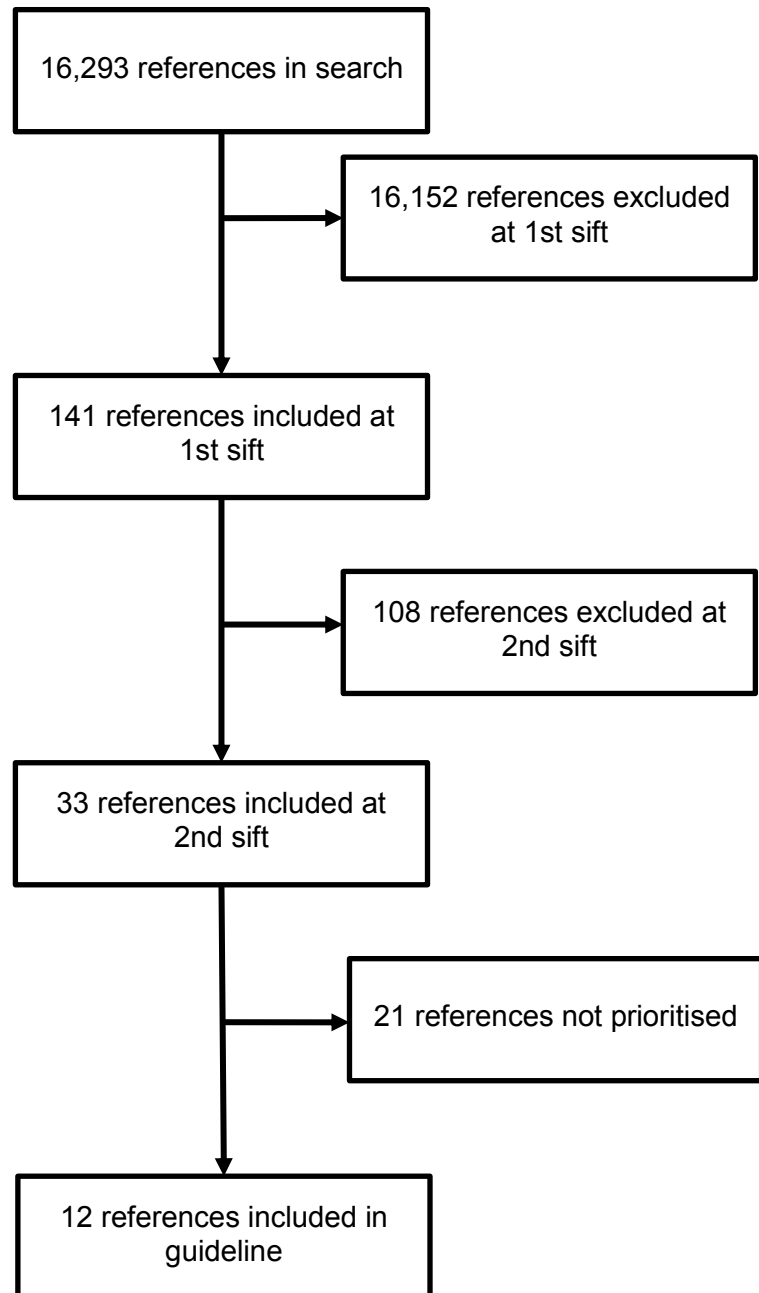 16,293 references in search
16,152 references excluded
at 1st sift
141 references included at
1st sift
108 references excluded at
2nd sift
33 references included at
2nd sift
21 references not prioritised
12 references included in
guideline